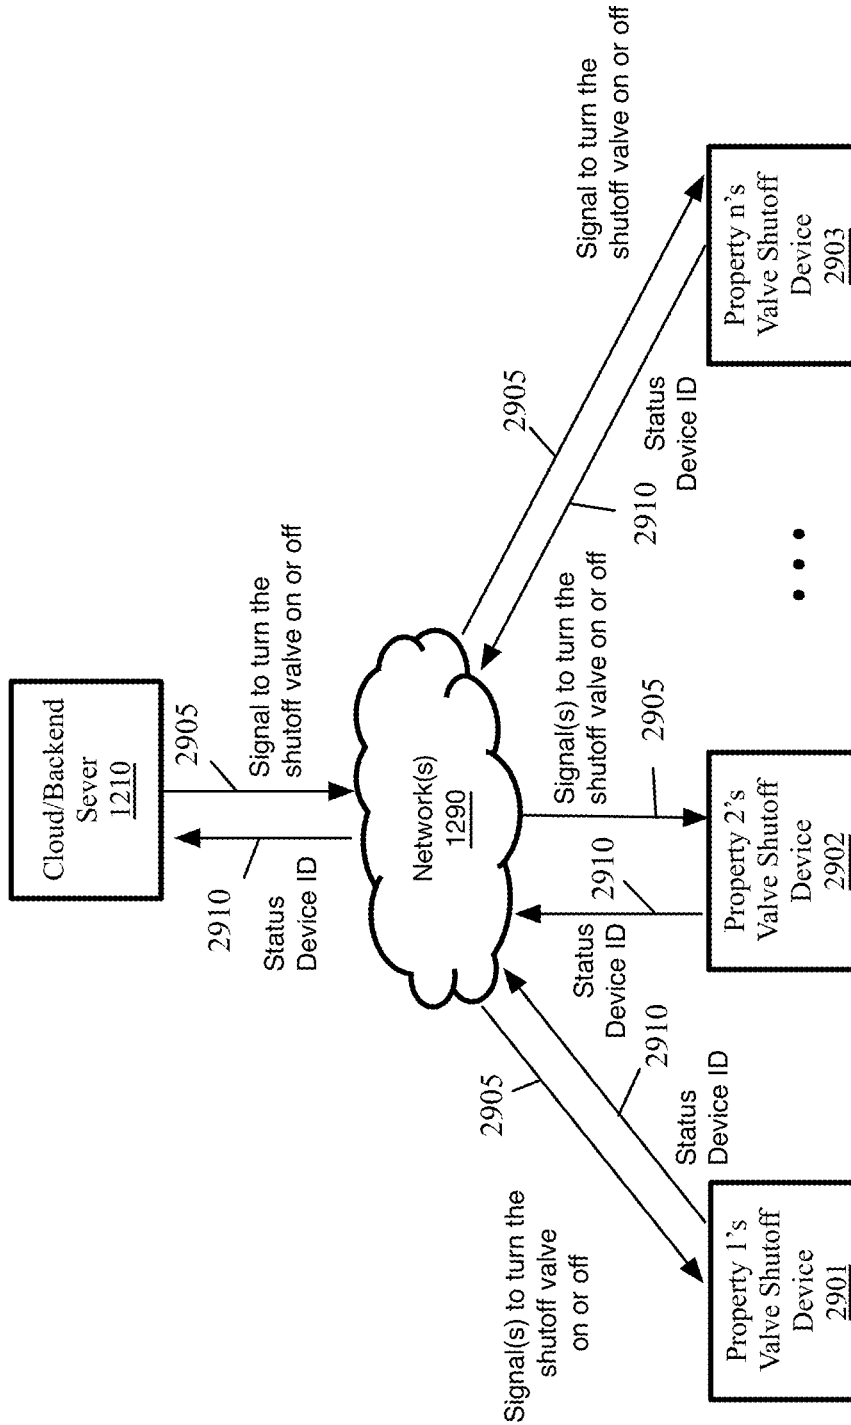 Cloud/Backend
Sever
1210
2910
2905
Status
Device ID
Signal to turn the
shutoff valve on or off
Network(s)
1290
Signal(s) to turn the
shutoff valve
on or off
2905
2910
Status
Device ID
Status
Device ID
2910
Signal(s) to turn the
shutoff valve on or off
2905
2905
Signal to turn the
shutoff valve on or off
2910
Status
Device ID
Property 1's
Valve Shutoff
Device
2901
Property 2's
Valve Shutoff
Device
2902
• • •
Property n's
Valve Shutoff
Device
2903